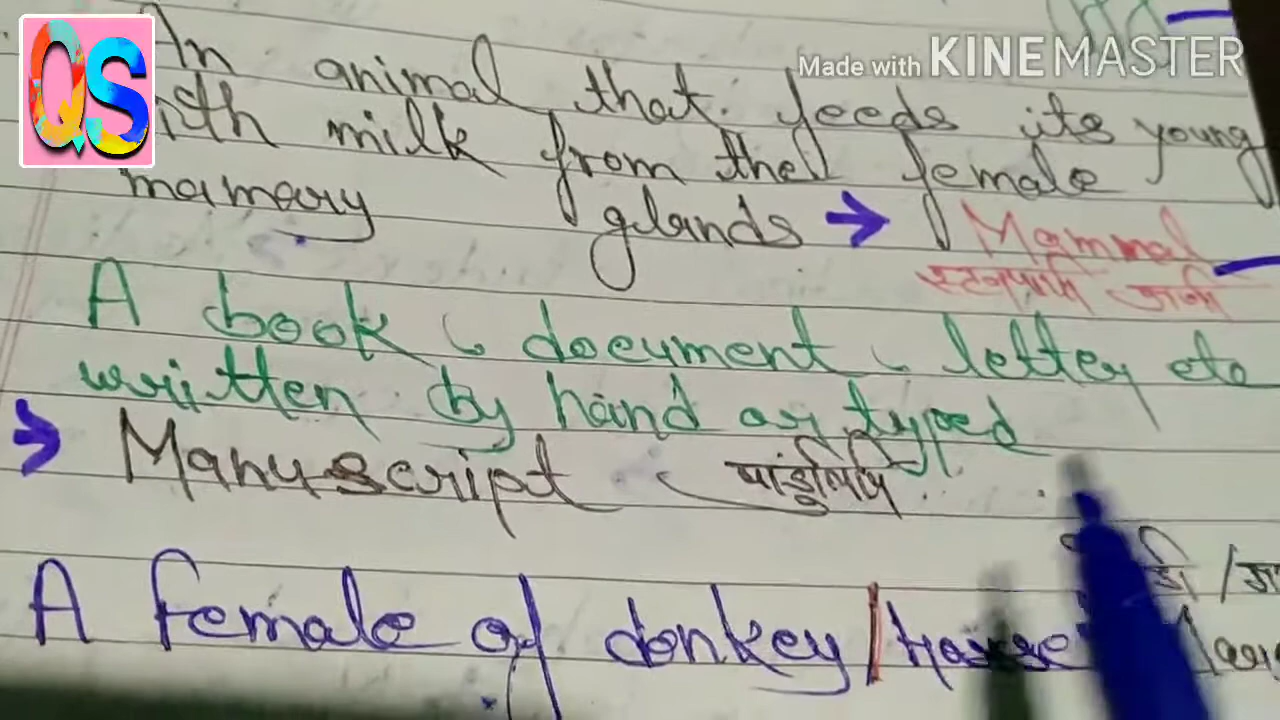 QS
Made with KINEMASTER
An animal that feeds its young
with milk from the female
mamary glands → Mammal
स्तनपायी
A book, document, letter etc
written by hand or typed
→ Manuscript पांडुलिपि
A female of donkey / horse